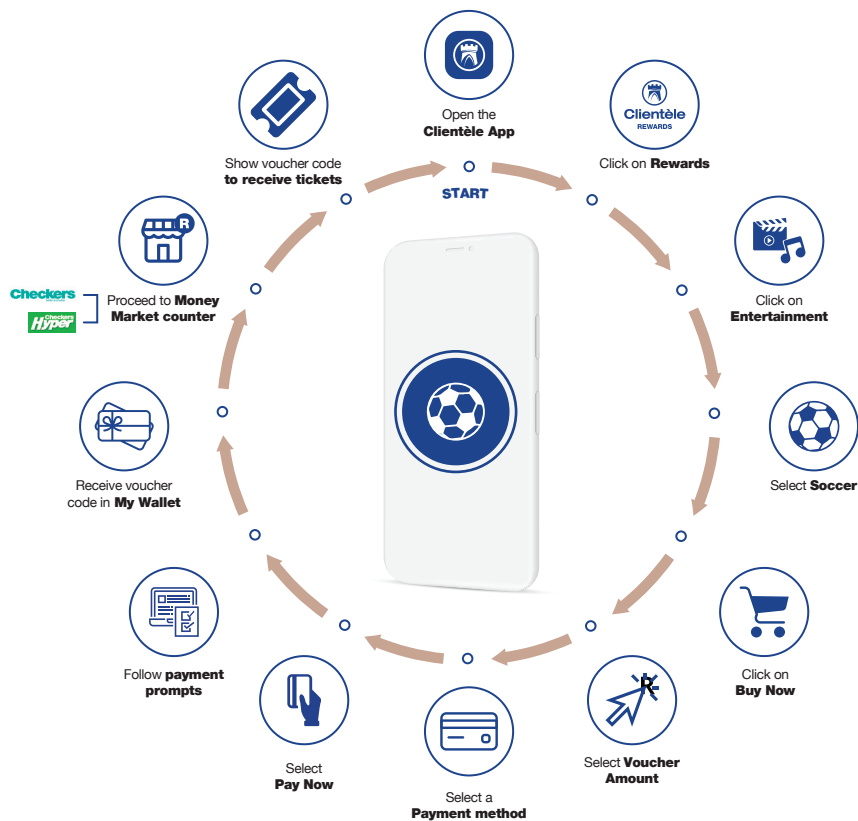 START
Open the
Clientèle App
Clientèle
REWARDS
Click on Rewards
Click on
Entertainment
Select Soccer
Click on
Buy Now
R
Select Voucher
Amount
Select a
Payment method
Select
Pay Now
Follow payment
prompts
Receive voucher
code in My Wallet
R
Proceed to Money
Market counter
Checkers
Checkers
Hyper
Show voucher code
to receive tickets